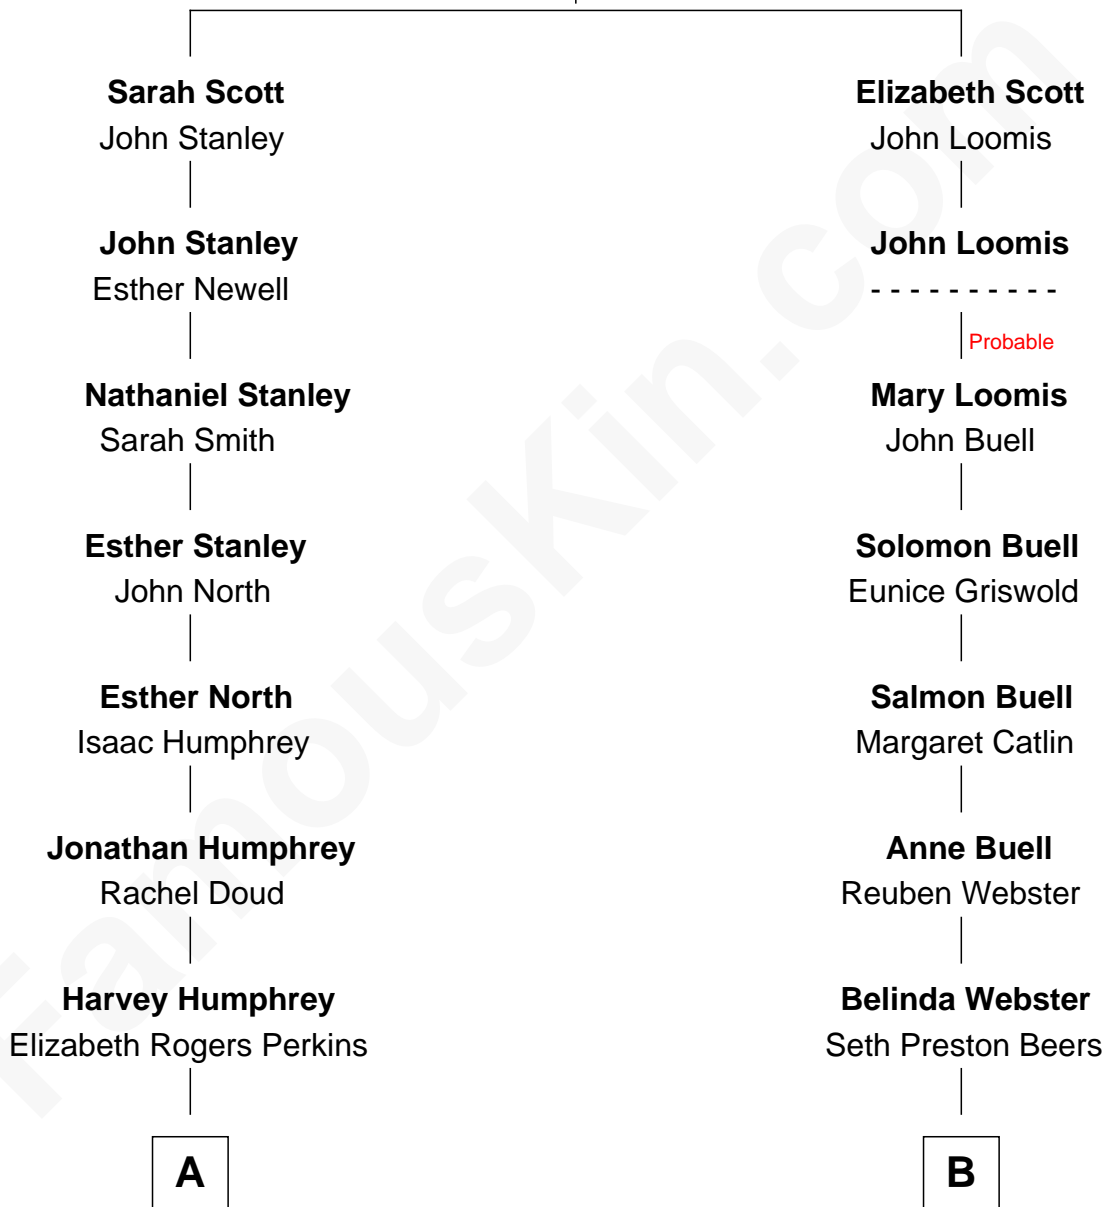 Sarah Scott
John Stanley
Elizabeth Scott
John Loomis
John Stanley
Esther Newell
John Loomis
- - - - - - - - - -
Probable
Nathaniel Stanley
Sarah Smith
Mary Loomis
John Buell
Esther Stanley
John North
Solomon Buell
Eunice Griswold
Esther North
Isaac Humphrey
Salmon Buell
Margaret Catlin
Jonathan Humphrey
Rachel Doud
Anne Buell
Reuben Webster
Harvey Humphrey
Elizabeth Rogers Perkins
Belinda Webster
Seth Preston Beers
A
B
FamousKin.com